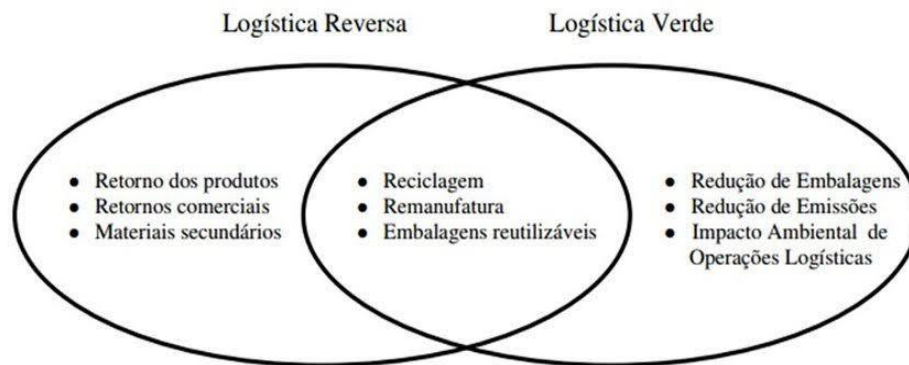 Logística Reversa
Logística Verde
● Retorno dos produtos
● Retornos comerciais
● Materiais secundários
● Reciclagem
● Remanufatura
● Embalagens reutilizáveis
● Redução de Embalagens
● Redução de Emissões
● Impacto Ambiental de
Operações Logísticas